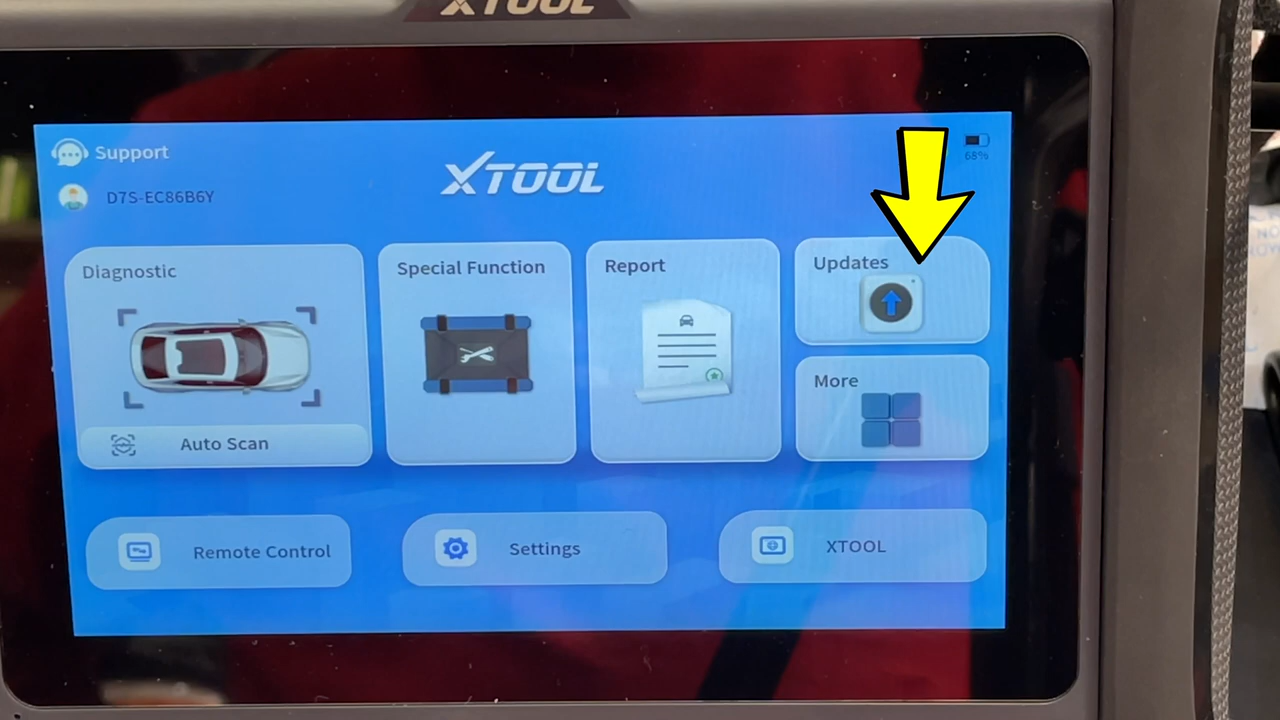 XTOOL
Support
68%
D7S-EC86B6Y
XTOOL
Diagnostic
Special Function
Report
Updates
More
Auto Scan
Remote Control
Settings
XTOOL